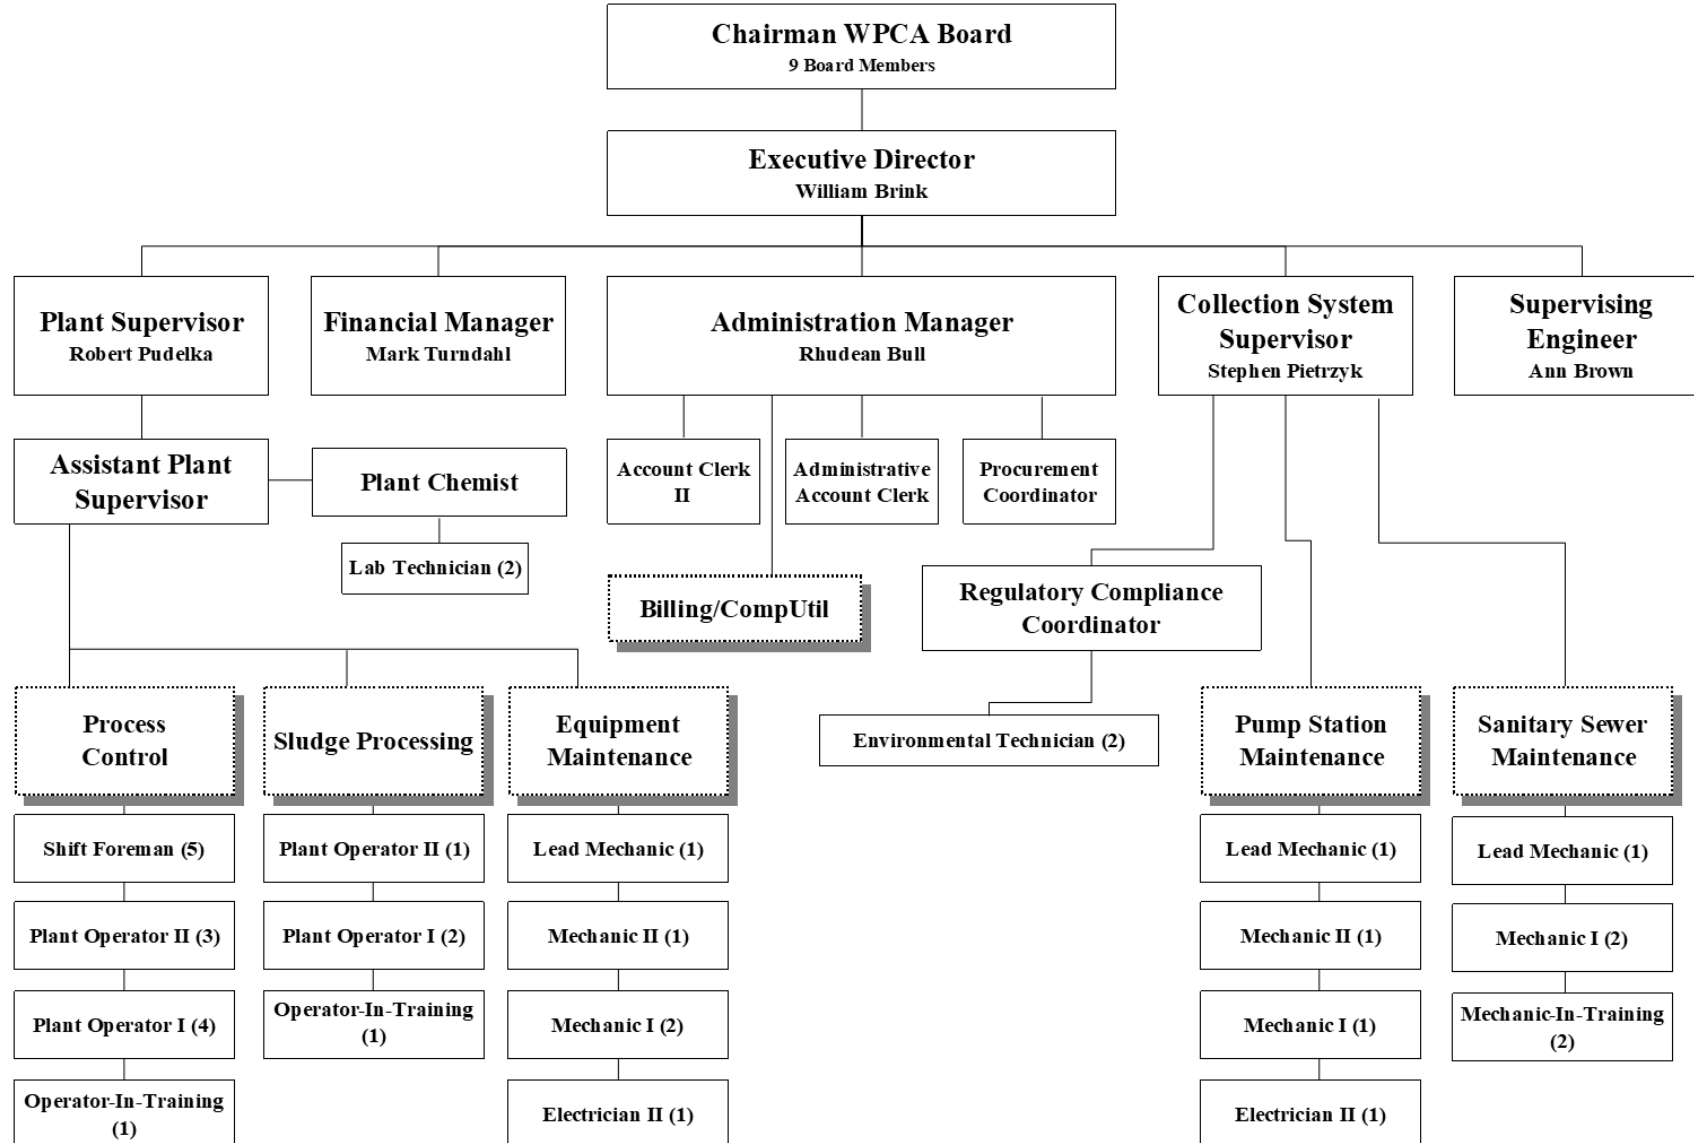 Chairman WPCA Board
9 Board Members
Executive Director
William Brink
Plant Supervisor
Robert Pudelka
Financial Manager
Mark Turndahl
Administration Manager
Rhudean Bull
Collection System
Supervisor
Stephen Pietrzyk
Supervising
Engineer
Ann Brown
Assistant Plant
Supervisor
Plant Chemist
Lab Technician (2)
Account Clerk
II
Administrative
Account Clerk
Procurement
Coordinator
Billing/CompUtil
Regulatory Compliance
Coordinator
Environmental Technician (2)
Process
Control
Shift Foreman (5)
Plant Operator II (3)
Plant Operator I (4)
Operator-In-Training
(1)
Sludge Processing
Plant Operator II (1)
Plant Operator I (2)
Operator-In-Training
(1)
Equipment
Maintenance
Lead Mechanic (1)
Mechanic II (1)
Mechanic I (2)
Electrician II (1)
Pump Station
Maintenance
Lead Mechanic (1)
Mechanic II (1)
Mechanic I (1)
Electrician II (1)
Sanitary Sewer
Maintenance
Lead Mechanic (1)
Mechanic I (2)
Mechanic-In-Training
(2)